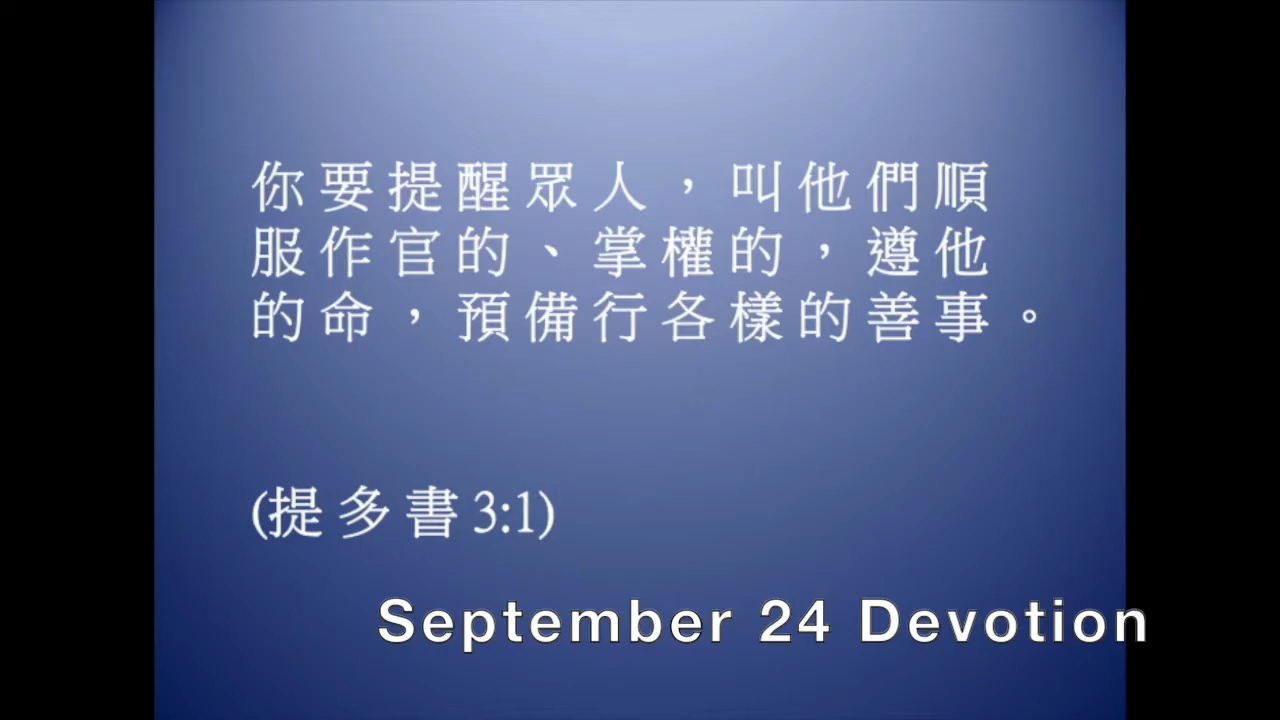 你要提醒眾人，叫他們順
服作官的、掌權的，遵他
的命，預備行各樣的善事。
(提多書3:1)
September 24 Devotion